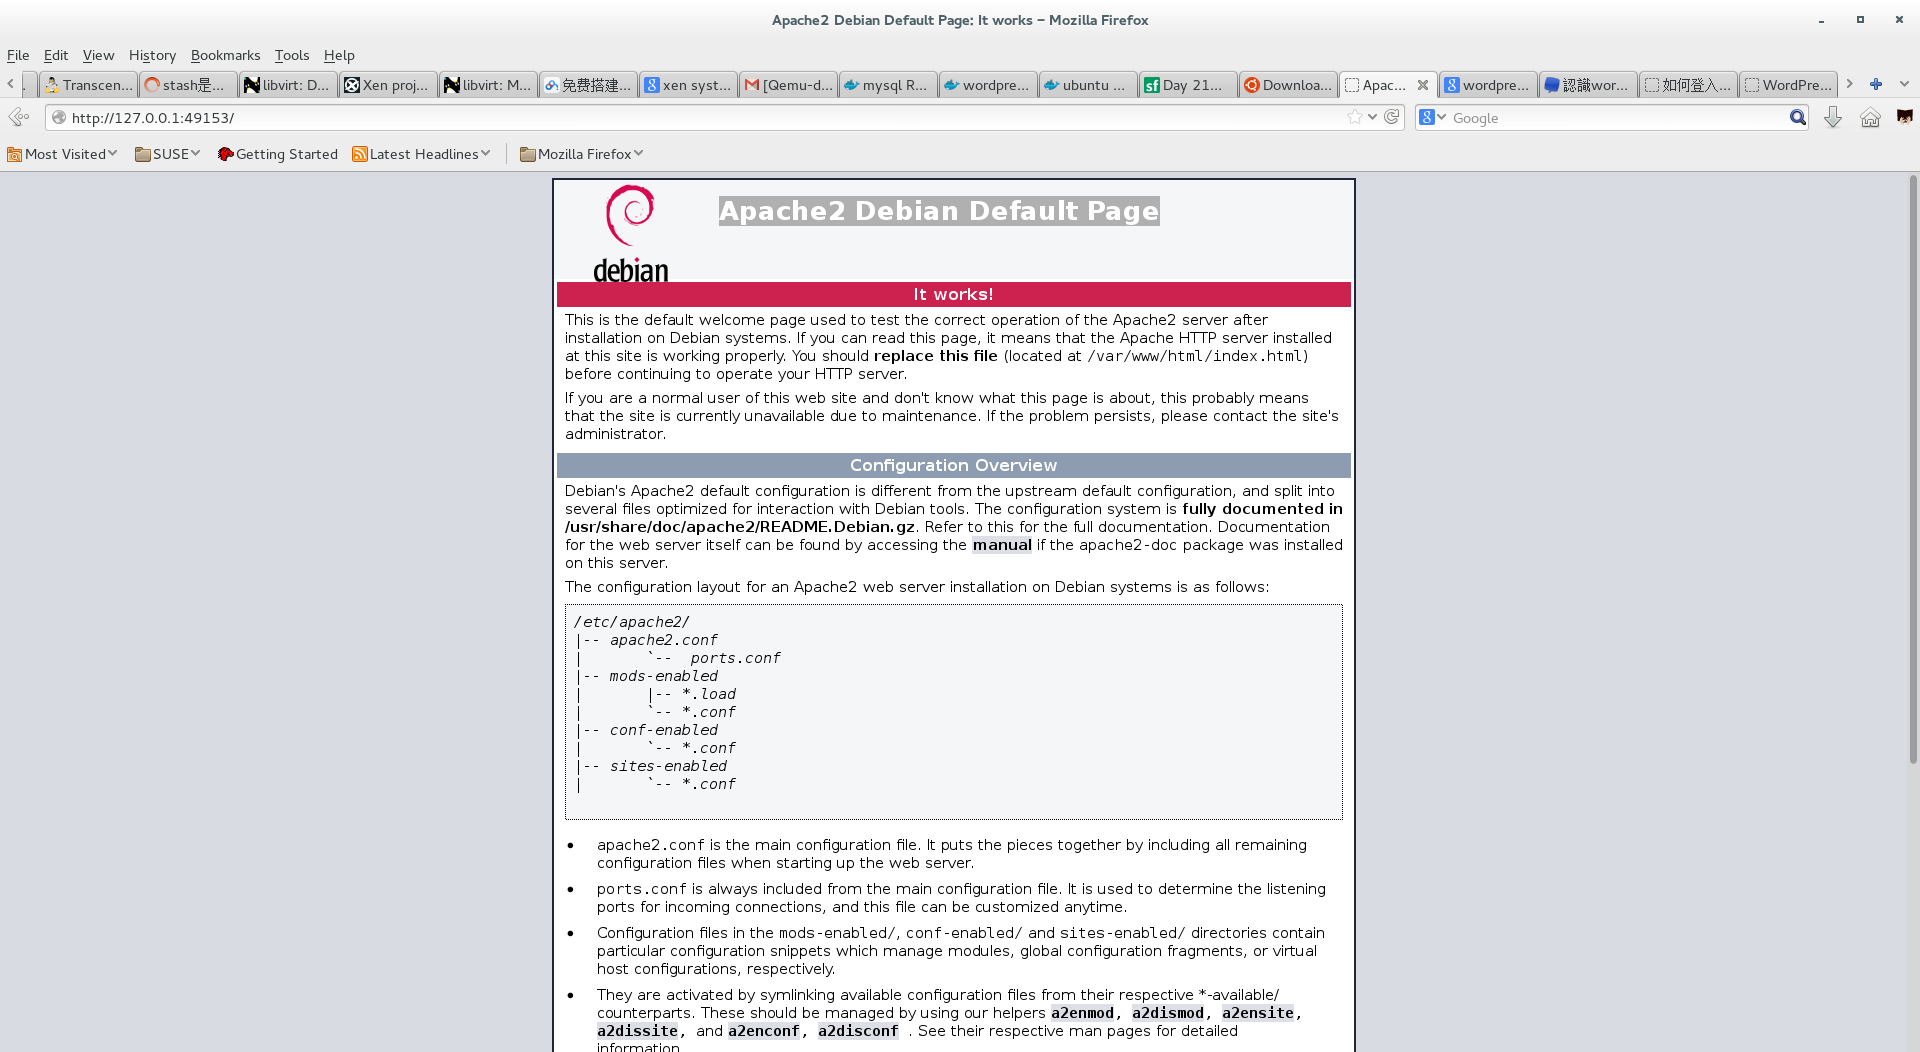 Apache2 Debian Default Page: It works – Mozilla Firefox
File Edit View History Bookmarks Tools Help
Transcen... stash是... libvirt: D... Xen proj... libvirt: M... 免费搭建... xen syst... [Qemu-d... mysql R... wordpre... ubuntu ... Day 21... Downloa... Apac... wordpre... 認識wor... 如何登入... WordPre...
http://127.0.0.1:49153/ Google
Most Visited SUSE Getting Started Latest Headlines Mozilla Firefox
debian
Apache2 Debian Default Page
It works!
This is the default welcome page used to test the correct operation of the Apache2 server after
installation on Debian systems. If you can read this page, it means that the Apache HTTP server installed
at this site is working properly. You should replace this file (located at /var/www/html/index.html)
before continuing to operate your HTTP server.
If you are a normal user of this web site and don't know what this page is about, this probably means
that the site is currently unavailable due to maintenance. If the problem persists, please contact the site's
administrator.
Configuration Overview
Debian's Apache2 default configuration is different from the upstream default configuration, and split into
several files optimized for interaction with Debian tools. The configuration system is fully documented in
/usr/share/doc/apache2/README.Debian.gz. Refer to this for the full documentation. Documentation
for the web server itself can be found by accessing the manual if the apache2-doc package was installed
on this server.
The configuration layout for an Apache2 web server installation on Debian systems is as follows:
/etc/apache2/
|-- apache2.conf
|       `--  ports.conf
|-- mods-enabled
|       |-- *.load
|       `-- *.conf
|-- conf-enabled
|       `-- *.conf
|-- sites-enabled
|       `-- *.conf
• apache2.conf is the main configuration file. It puts the pieces together by including all remaining
configuration files when starting up the web server.
• ports.conf is always included from the main configuration file. It is used to determine the listening
ports for incoming connections, and this file can be customized anytime.
• Configuration files in the mods-enabled/, conf-enabled/ and sites-enabled/ directories contain
particular configuration snippets which manage modules, global configuration fragments, or virtual
host configurations, respectively.
• They are activated by symlinking available configuration files from their respective *-available/
counterparts. These should be managed by using our helpers a2enmod, a2dismod, a2ensite,
a2dissite, and a2enconf, a2disconf . See their respective man pages for detailed
information.